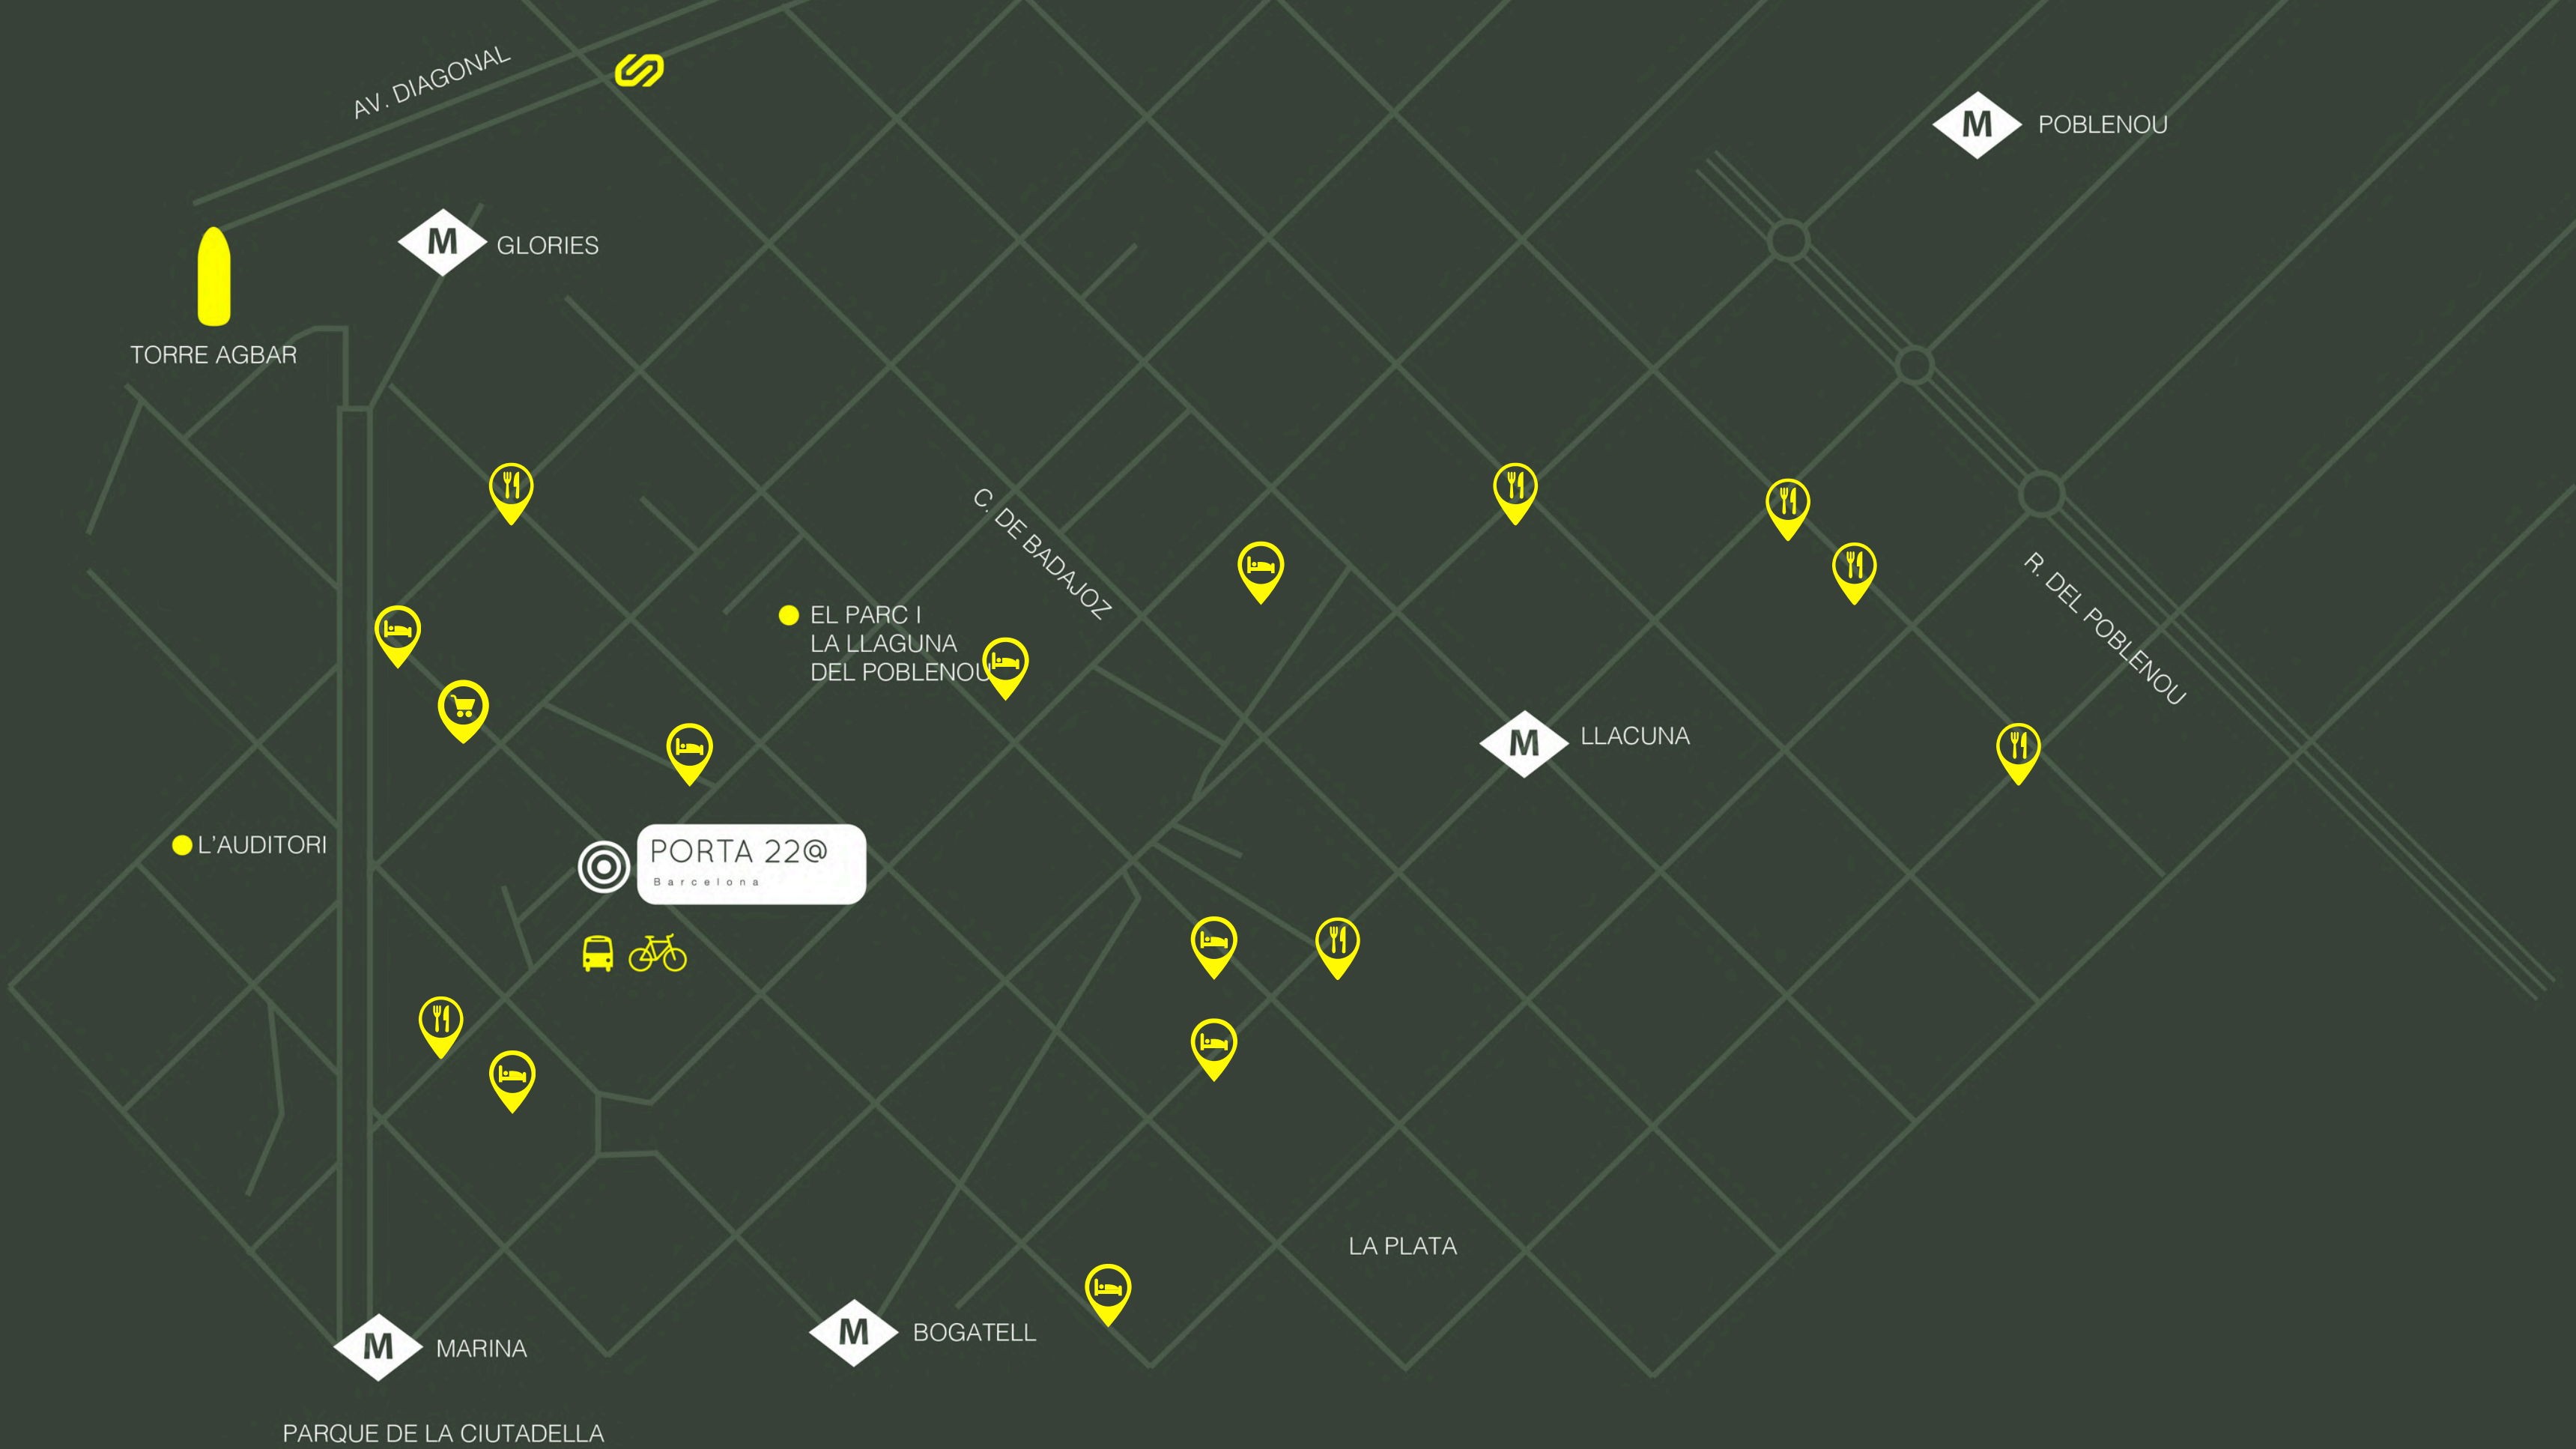 AV. DIAGONAL
M
POBLENOU
M
GLORIES
TORRE AGBAR
C. DE BADAJOZ
EL PARC I
LA LLAGUNA
DEL POBLENOU
R. DEL POBLENOU
M
LLACUNA
L'AUDITORI
PORTA 22@
Barcelona
LA PLATA
M
BOGATELL
M
MARINA
PARQUE DE LA CIUTADELLA